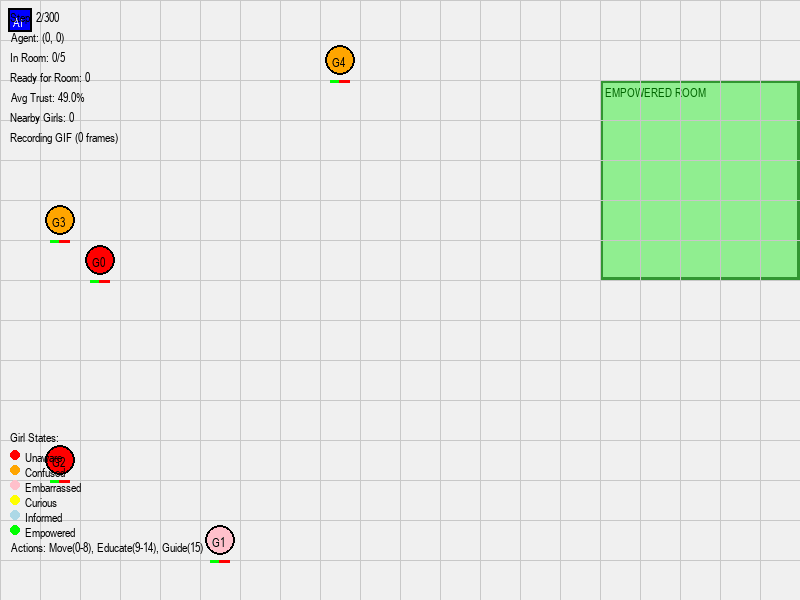 2/300
Agent: (0, 0)
In Room: 0/5
Ready for Room: 0
Avg Trust: 49.0%
Nearby Girls: 0
Recording GIF (0 frames)
G4
EMPOWERED ROOM
G3
G0
Girl States:
Unaware
G2
Confused
Embarrassed
Curious
Informed
Empowered
Actions: Move(0-8), Educate(9-14), Guide(15)
G1